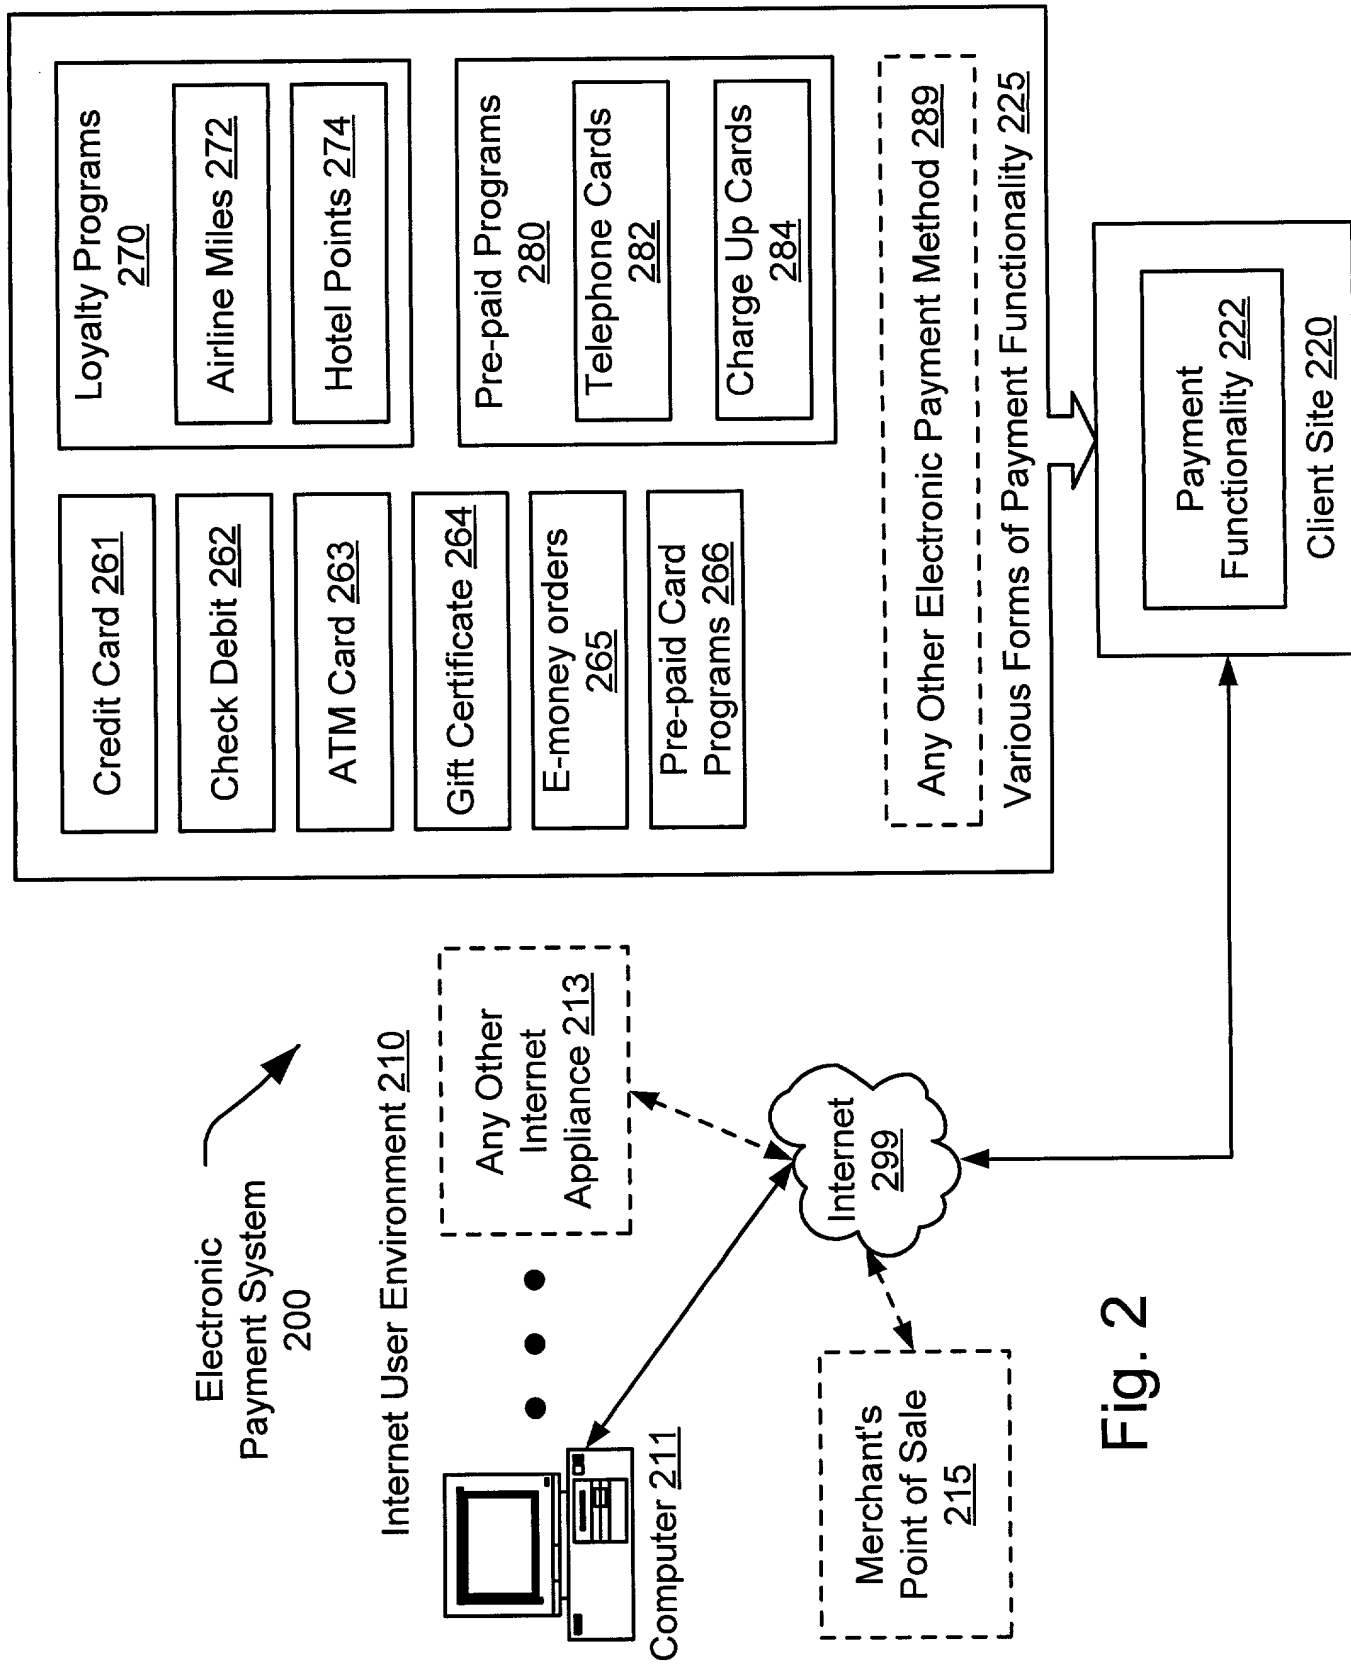 Electronic
Payment System
200
Internet User Environment 210
Computer 211
Any Other
Internet
Appliance 213
Merchant's
Point of Sale
215
Internet
299
Credit Card 261
Check Debit 262
ATM Card 263
Gift Certificate 264
E-money orders
265
Pre-paid Card
Programs 266
Loyalty Programs
270
Airline Miles 272
Hotel Points 274
Pre-paid Programs
280
Telephone Cards
282
Charge Up Cards
284
Any Other Electronic Payment Method 289
Various Forms of Payment Functionality 225
Payment
Functionality 222
Client Site 220
Fig. 2